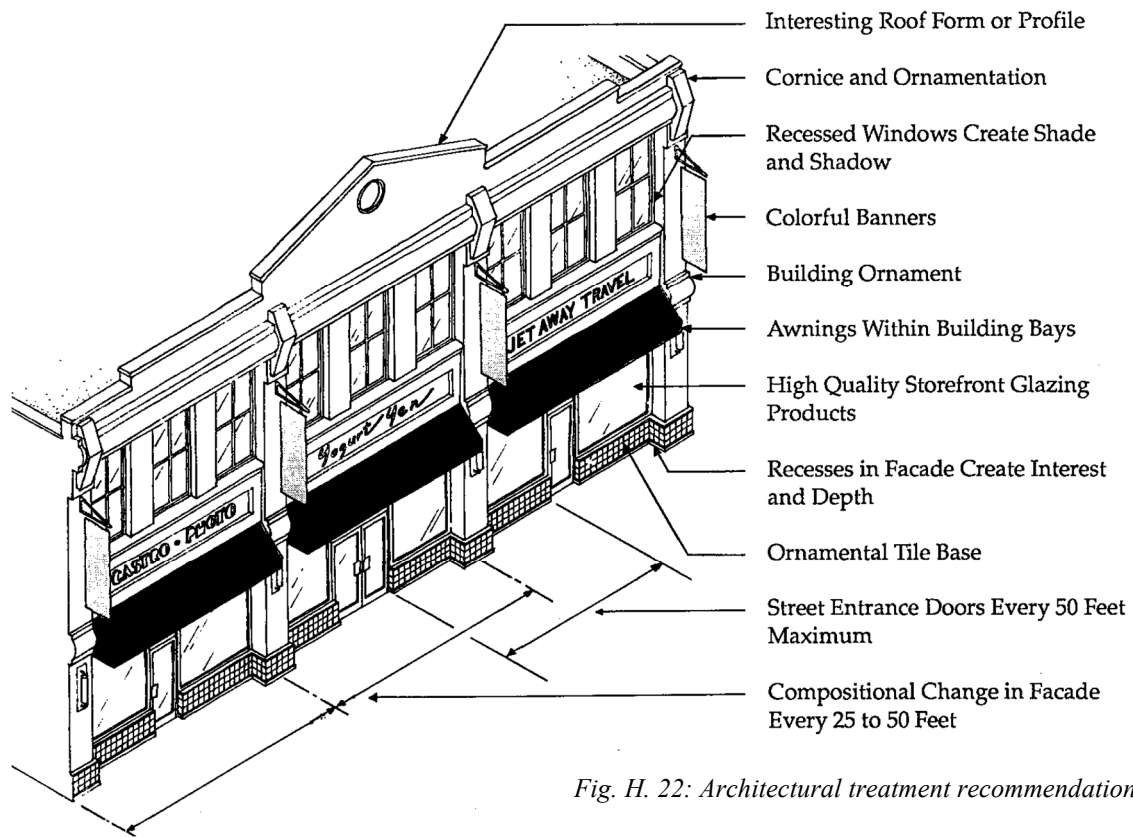 Interesting Roof Form or Profile
Cornice and Ornamentation
Recessed Windows Create Shade
and Shadow
Colorful Banners
Building Ornament
Awnings Within Building Bays
High Quality Storefront Glazing
Products
Recesses in Facade Create Interest
and Depth
Ornamental Tile Base
Street Entrance Doors Every 50 Feet
Maximum
Compositional Change in Facade
Every 25 to 50 Feet
JET AWAY TRAVEL
Yogurt Yen
CASTRO • PHOTO
Fig. H. 22: Architectural treatment recommendation